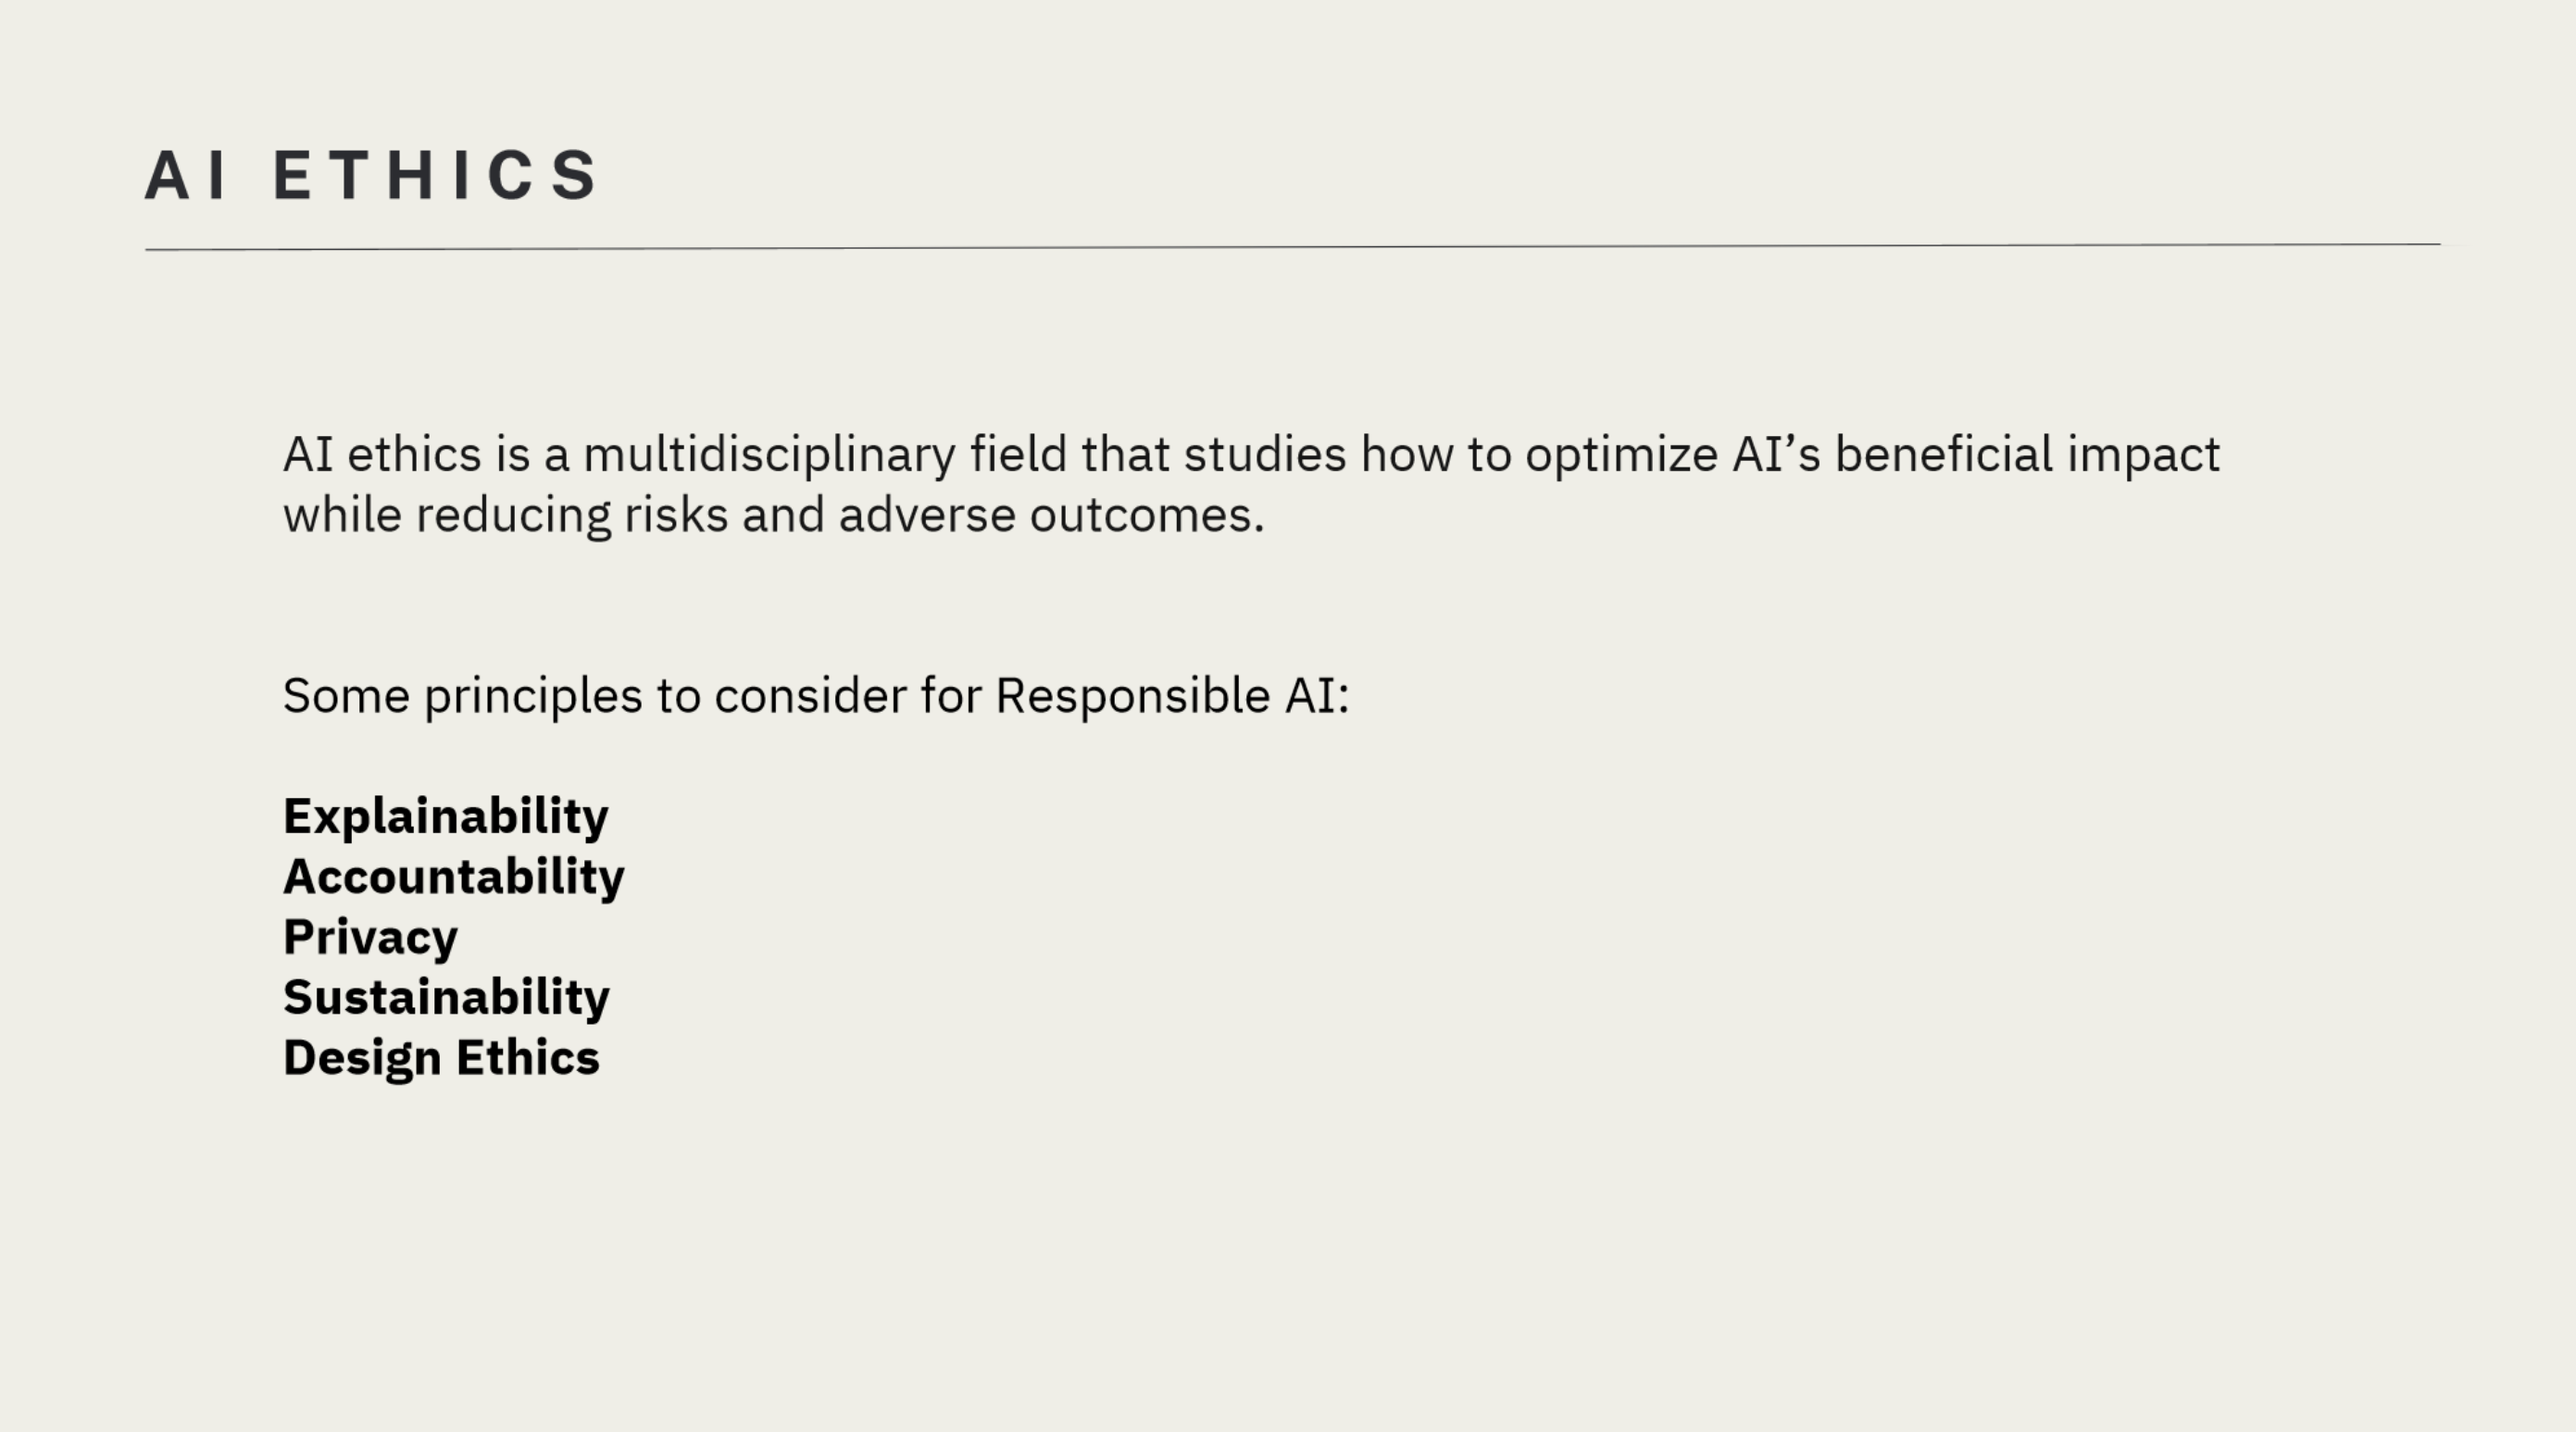 AI ETHICS
AI ethics is a multidisciplinary field that studies how to optimize AI’s beneficial impact
while reducing risks and adverse outcomes.
Some principles to consider for Responsible AI:
Explainability
Accountability
Privacy
Sustainability
Design Ethics